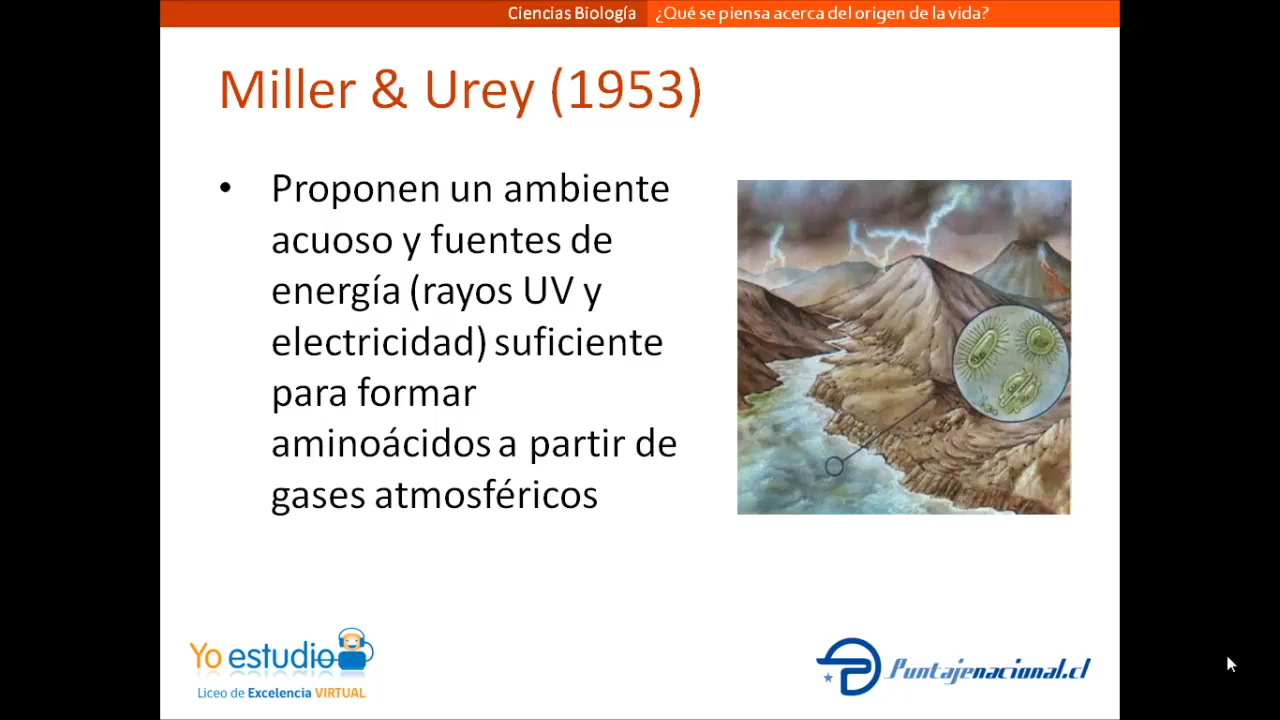 Ciencias Biología ¿Qué se piensa acerca del origen de la vida?
Miller & Urey (1953)
• Proponen un ambiente
acuoso y fuentes de
energía (rayos UV y
electricidad) suficiente
para formar
aminoácidos a partir de
gases atmosféricos
Yo estudio
Liceo de Excelencia VIRTUAL
Puntajenacional.cl